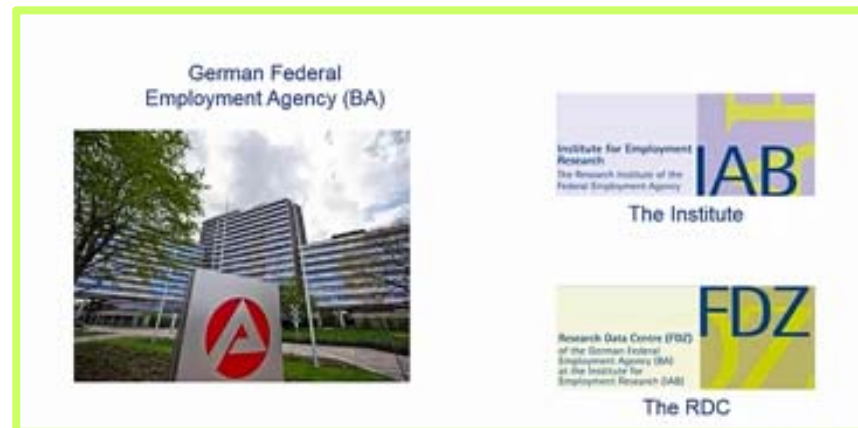 German Federal
Employment Agency (BA)
Institute for Employment
Research
The Research Institute of the
Federal Employment Agency
IAB
The Institute
FDZ
Research Data Centre (FDZ)
of the German Federal
Employment Agency (BA)
at the Institute for
Employment Research (IAB)
The RDC